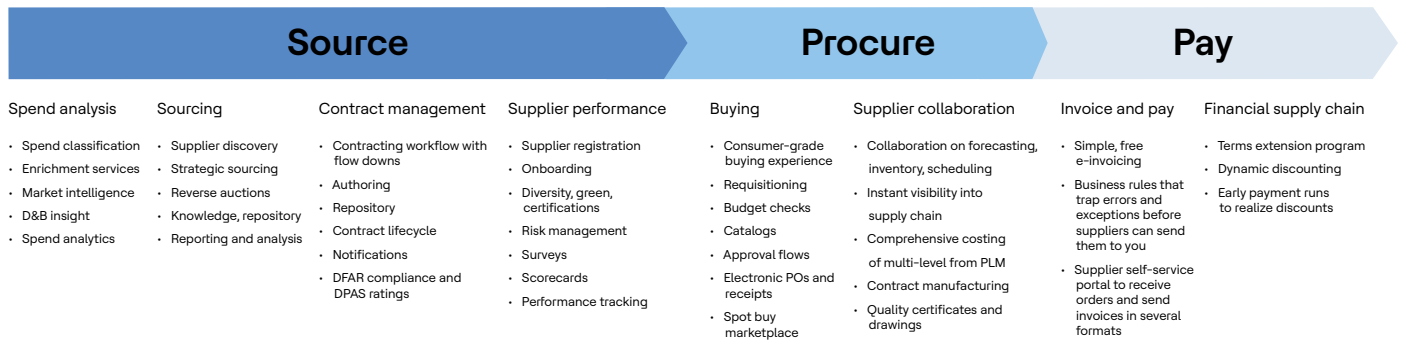 Source
Procure
Pay
Spend analysis
• Spend classification
• Enrichment services
• Market intelligence
• D&B insight
• Spend analytics
Sourcing
• Supplier discovery
• Strategic sourcing
• Reverse auctions
• Knowledge, repository
• Reporting and analysis
Contract management
• Contracting workflow with
flow downs
• Authoring
• Repository
• Contract lifecycle
• Notifications
• DFAR compliance and
DPAS ratings
Supplier performance
• Supplier registration
• Onboarding
• Diversity, green,
certifications
• Risk management
• Surveys
• Scorecards
• Performance tracking
Buying
• Consumer-grade
buying experience
• Requisitioning
• Budget checks
• Catalogs
• Approval flows
• Electronic POs and
receipts
• Spot buy
marketplace
Supplier collaboration
• Collaboration on forecasting,
inventory, scheduling
• Instant visibility into
supply chain
• Comprehensive costing
of multi-level from PLM
• Contract manufacturing
• Quality certificates and
drawings
Invoice and pay
• Simple, free
e-invoicing
• Business rules that
trap errors and
exceptions before
suppliers can send
them to you
• Supplier self-service
portal to receive
orders and send
invoices in several
formats
Financial supply chain
• Terms extension program
• Dynamic discounting
• Early payment runs
to realize discounts